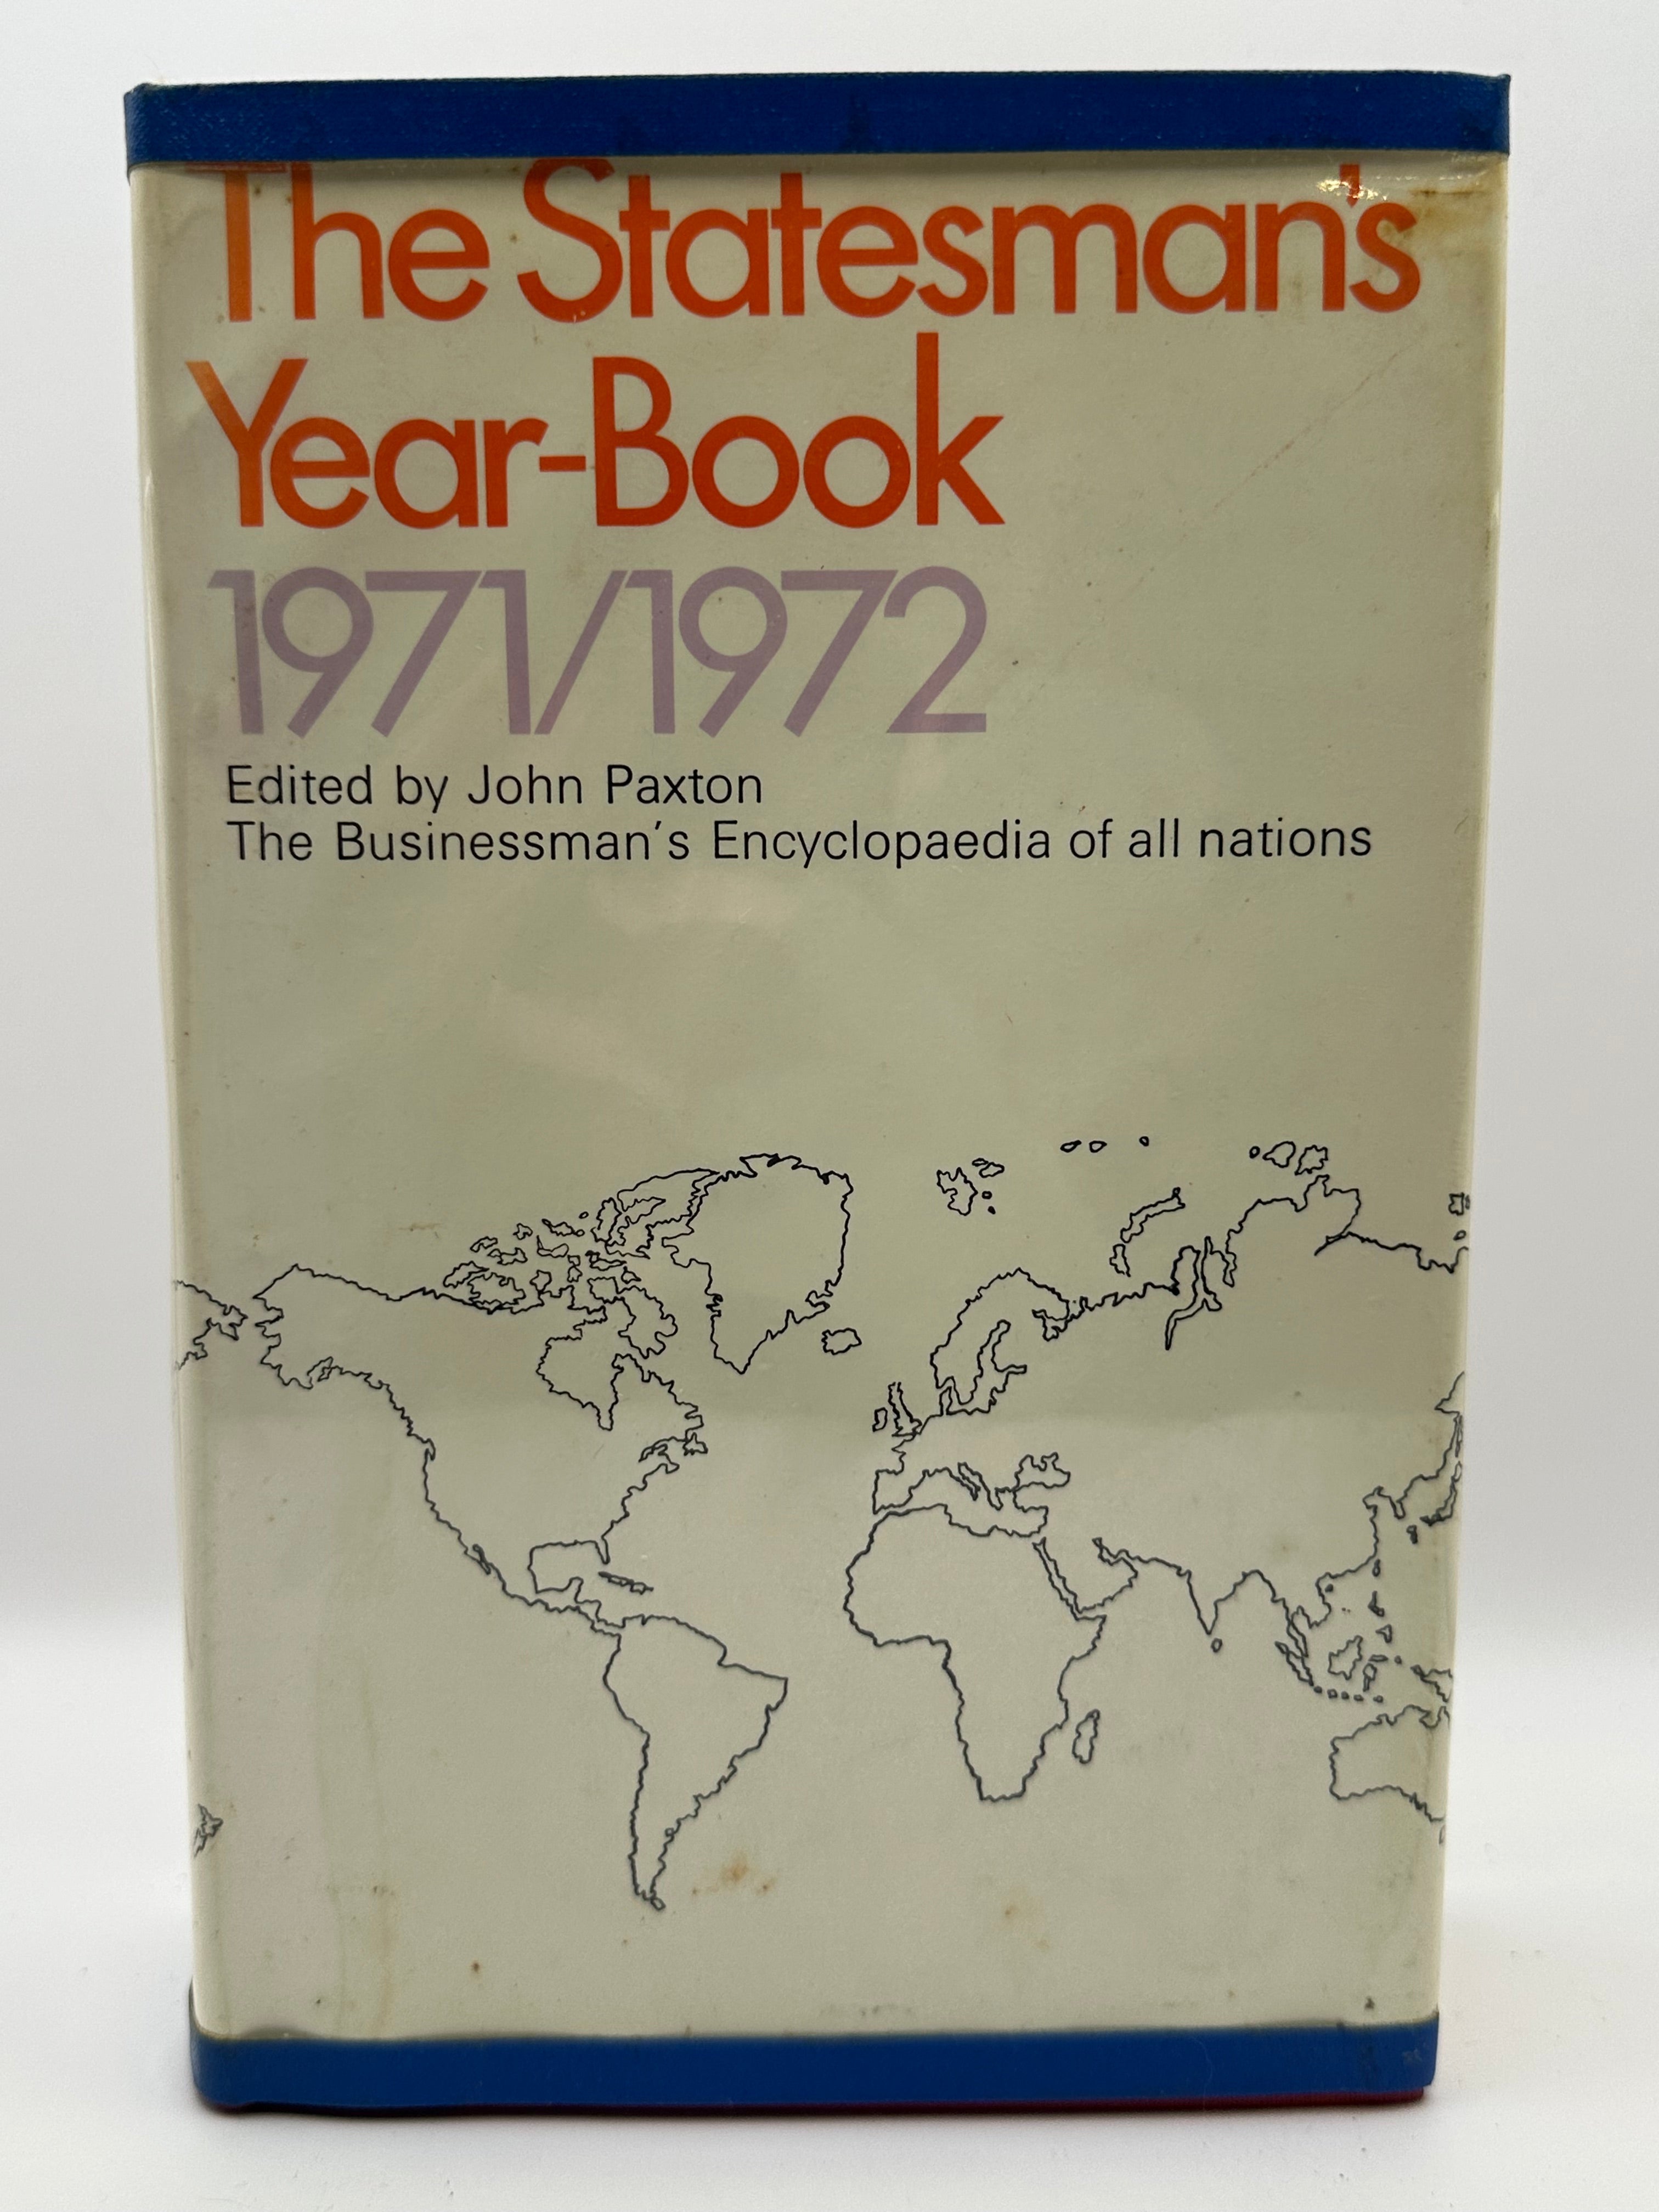 The Statesman's
Year-Book
1971/1972
Edited by John Paxton
The Businessman's Encyclopaedia of all nations